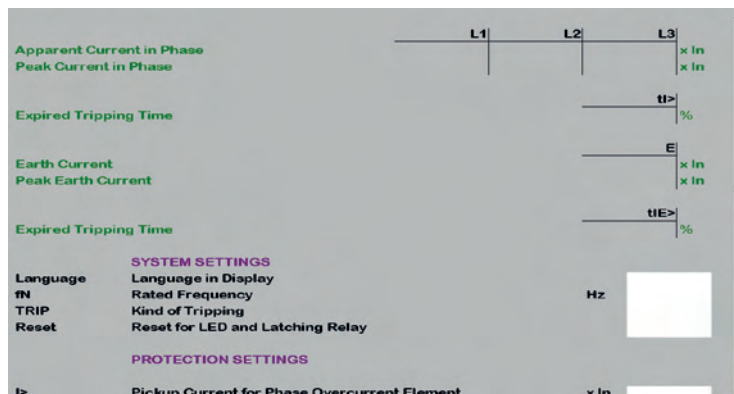 L1 L2 L3
Apparent Current in Phase x In
Peak Current in Phase x In
tI>
Expired Tripping Time %
E
Earth Current x In
Peak Earth Current x In
tIE>
Expired Tripping Time %
SYSTEM SETTINGS
Language Language in Display
fN Rated Frequency Hz
TRIP Kind of Tripping
Reset Reset for LED and Latching Relay
PROTECTION SETTINGS
I> Pickup Current for Phase Overcurrent Element x In